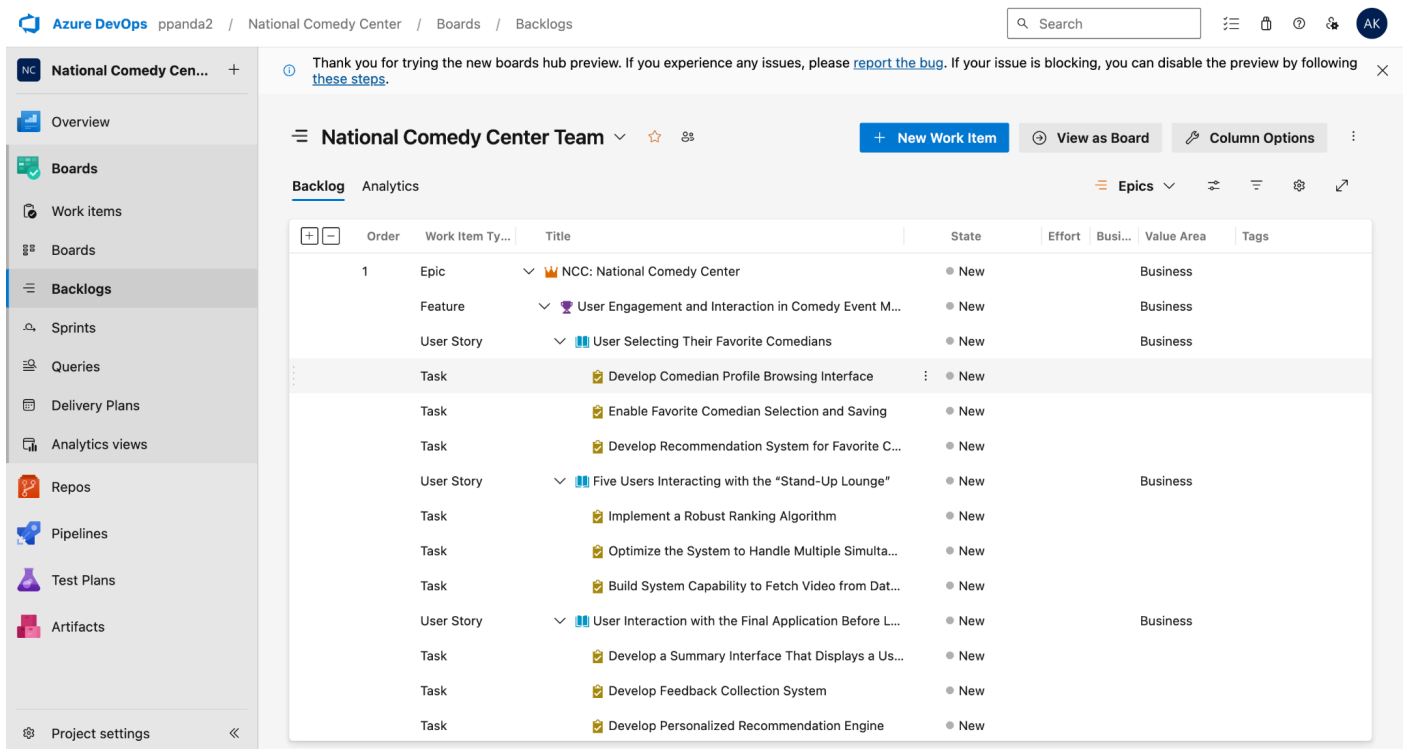 Azure DevOps ppanda2 / National Comedy Center / Boards / Backlogs
Search
AK
NC National Comedy Cen... +
Overview
Boards
Work items
Boards
Backlogs
Sprints
Queries
Delivery Plans
Analytics views
Repos
Pipelines
Test Plans
Artifacts
Project settings
Thank you for trying the new boards hub preview. If you experience any issues, please report the bug. If your issue is blocking, you can disable the preview by following
these steps.
National Comedy Center Team
+ New Work Item
View as Board
Column Options
Backlog Analytics
Epics
Order Work Item Ty... Title State Effort Busi... Value Area Tags
1 Epic NCC: National Comedy Center New Business
Feature User Engagement and Interaction in Comedy Event M... New Business
User Story User Selecting Their Favorite Comedians New Business
Task Develop Comedian Profile Browsing Interface New
Task Enable Favorite Comedian Selection and Saving New
Task Develop Recommendation System for Favorite C... New
User Story Five Users Interacting with the “Stand-Up Lounge” New Business
Task Implement a Robust Ranking Algorithm New
Task Optimize the System to Handle Multiple Simulta... New
Task Build System Capability to Fetch Video from Dat... New
User Story User Interaction with the Final Application Before L... New Business
Task Develop a Summary Interface That Displays a Us... New
Task Develop Feedback Collection System New
Task Develop Personalized Recommendation Engine New